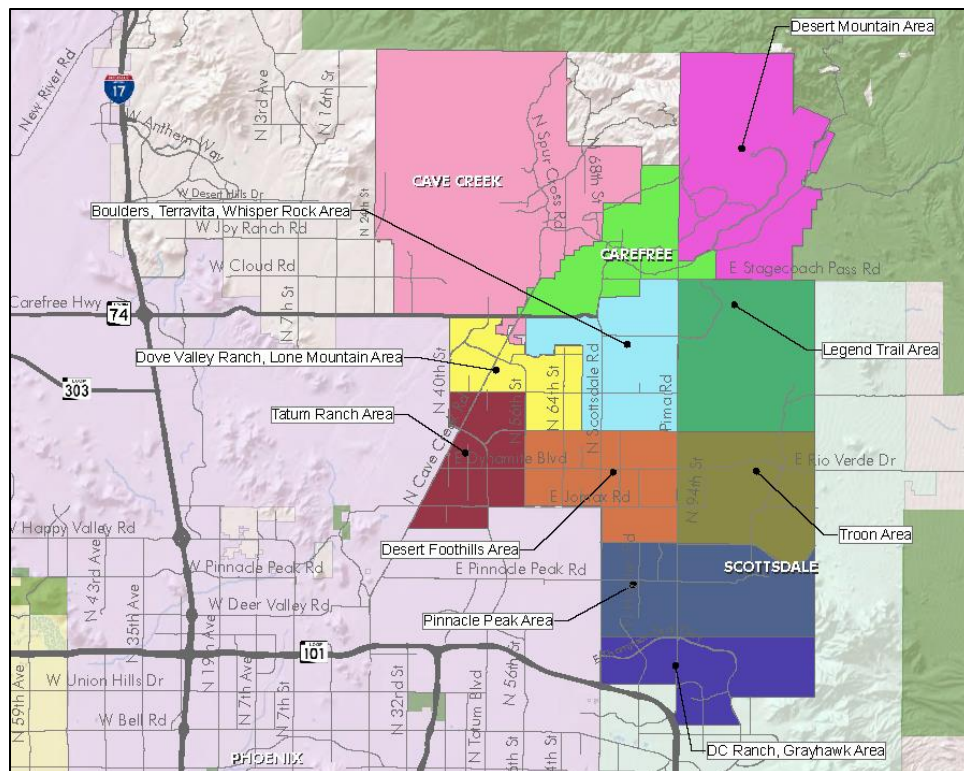 Desert Mountain Area
New River Rd
17
N 3rd Ave
N 16th St
W Anthem Way
N Spur Cross Rd
N 68th St
CAVE CREEK
W Desert Hills Dr
N 24th St
Boulders, Terravita, Whisper Rock Area
W Joy Ranch Rd
CAREFREE
W Cloud Rd
E Stagecoach Pass Rd
Carefree Hwy
74
N 7th St
Dove Valley Ranch, Lone Mountain Area
Legend Trail Area
LOOP
303
N 40th St
N 56th St
N 64th St
N Scottsdale Rd
Pima Rd
Tatum Ranch Area
N Cave Creek Rd
E Dynamite Blvd
E Rio Verde Dr
N 94th St
E Jomax Rd
W Happy Valley Rd
Desert Foothills Area
Troon Area
N 43rd Ave
W Pinnacle Peak Rd
E Pinnacle Peak Rd
SCOTTSDALE
N 35th Ave
W Deer Valley Rd
Pinnacle Peak Area
N 19th Ave
LOOP
101
N 59th Ave
W Union Hills Dr
N 7th Ave
N 7th St
N 32nd St
N Tatum Blvd
N 56th St
W Bell Rd
PHOENIX
DC Ranch, Grayhawk Area